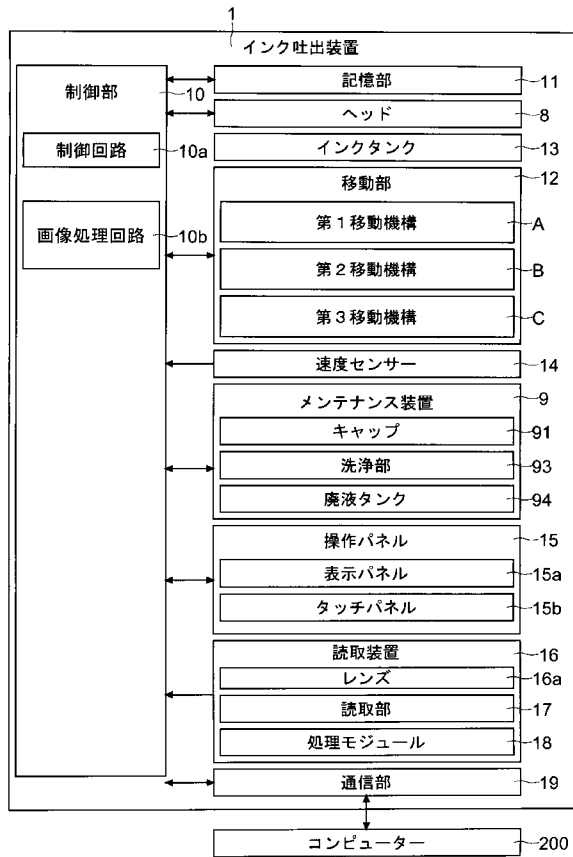 1
インク吐出装置
制御部
10
制御回路
10a
画像処理回路
10b
記憶部
11
ヘッド
8
インクタンク
13
移動部
12
第1移動機構
A
第2移動機構
B
第3移動機構
C
速度センサー
14
メンテナンス装置
9
キャップ
91
洗浄部
93
廃液タンク
94
操作パネル
15
表示パネル
15a
タッチパネル
15b
読取装置
16
レンズ
16a
読取部
17
処理モジュール
18
通信部
19
コンピューター
200